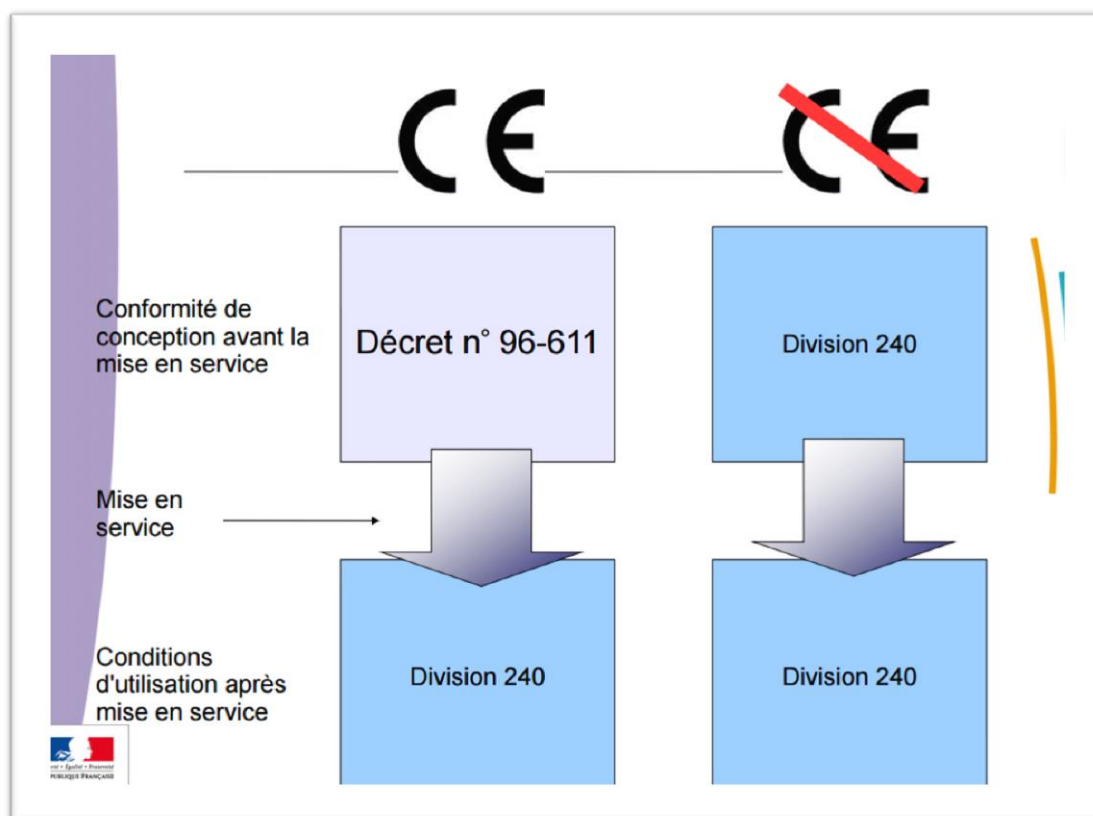 CE CE
Conformité de
conception avant la
mise en service
Décret n° 96-611
Division 240
Mise en
service
Conditions
d'utilisation après
mise en service
Division 240
Division 240